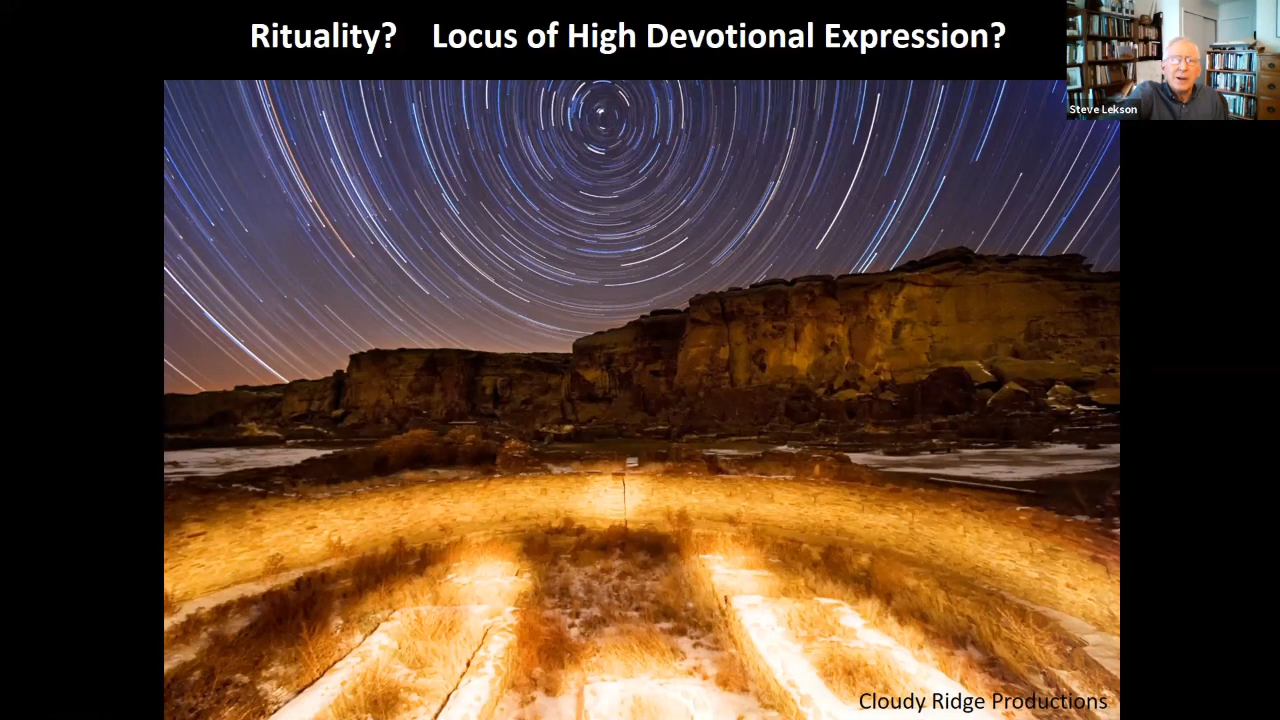 Rituality? Locus of High Devotional Expression?
Steve Lekson
Cloudy Ridge Productions